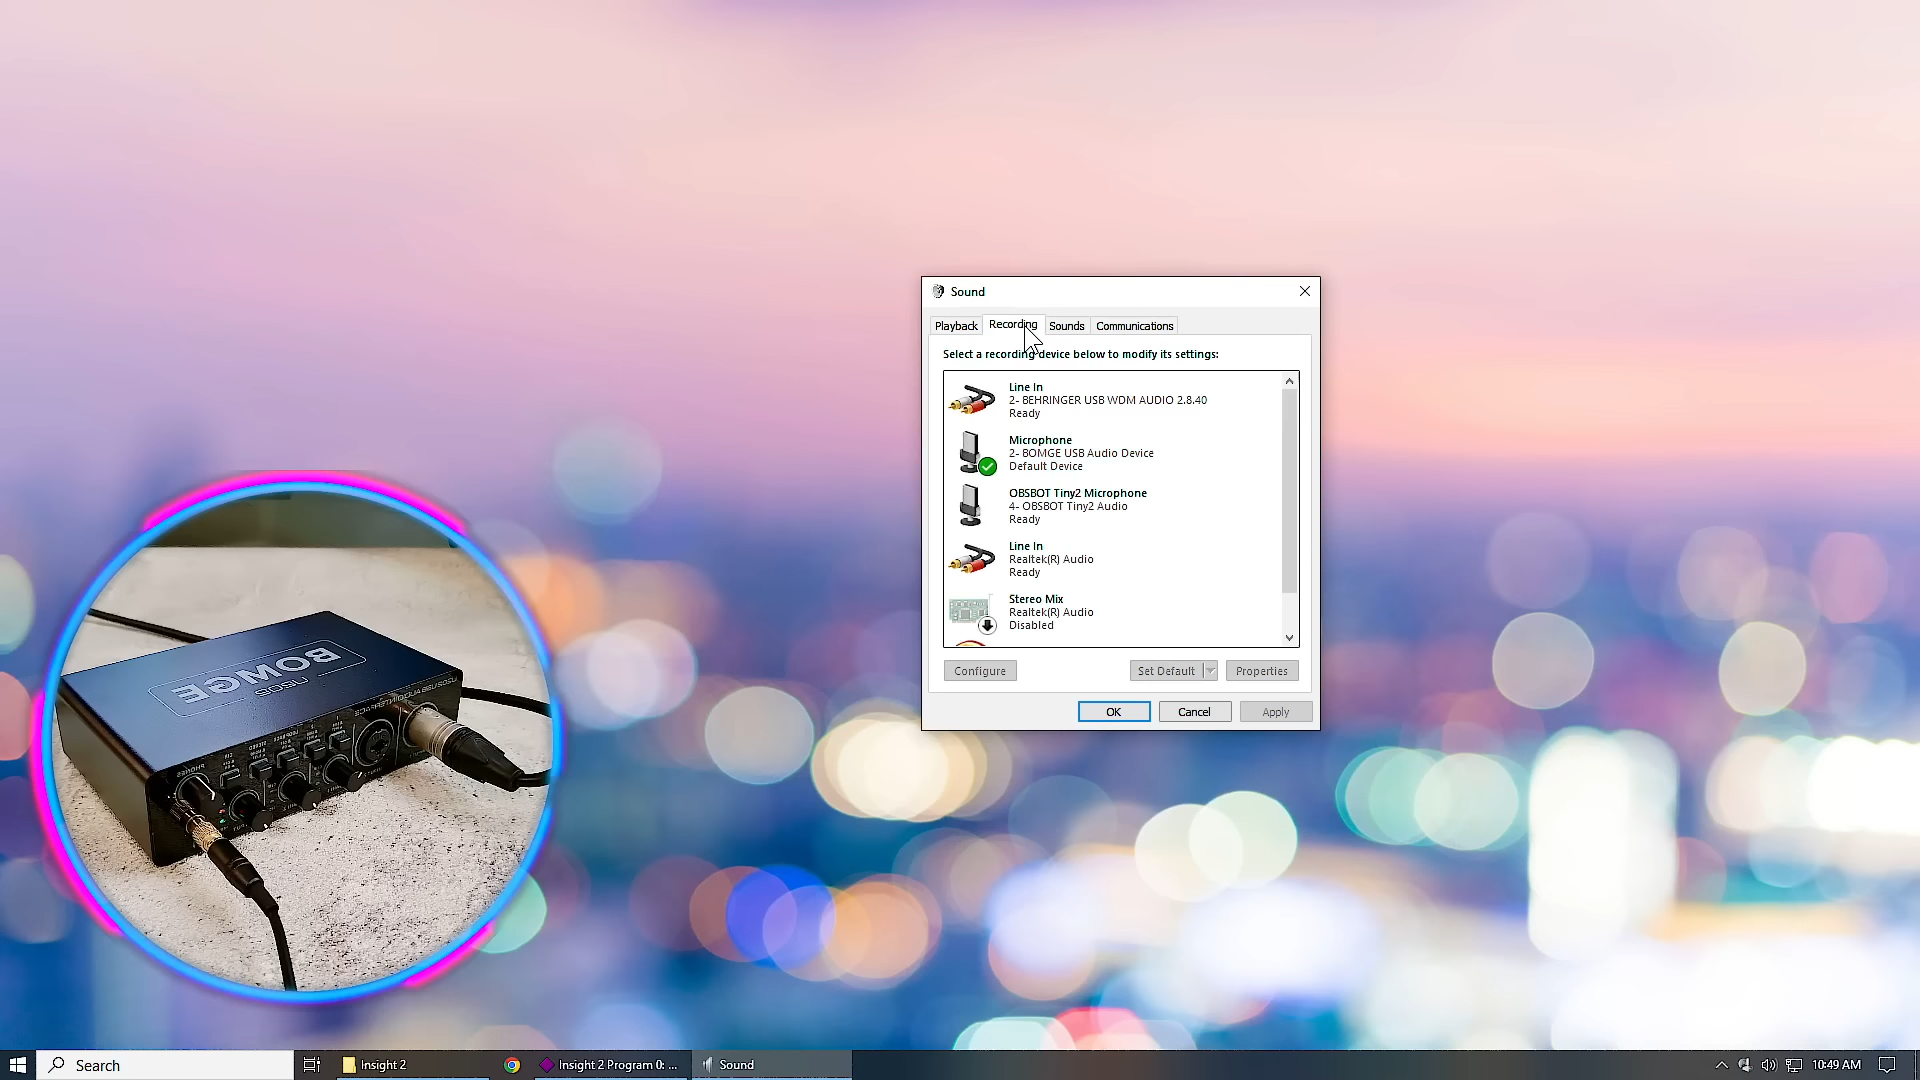 Sound
Playback
Recording
Sounds
Communications
Select a recording device below to modify its settings:
Line In
2- BEHRINGER USB WDM AUDIO 2.8.40
Ready
Microphone
2- BOMGE USB Audio Device
Default Device
OBSBOT Tiny2 Microphone
4- OBSBOT Tiny2 Audio
Ready
Line In
Realtek(R) Audio
Ready
Stereo Mix
Realtek(R) Audio
Disabled
Configure
Set Default
Properties
OK
Cancel
Apply
BOMGE
PHONES
Search
Insight 2
Insight 2 Program 0: ...
Sound
10:49 AM